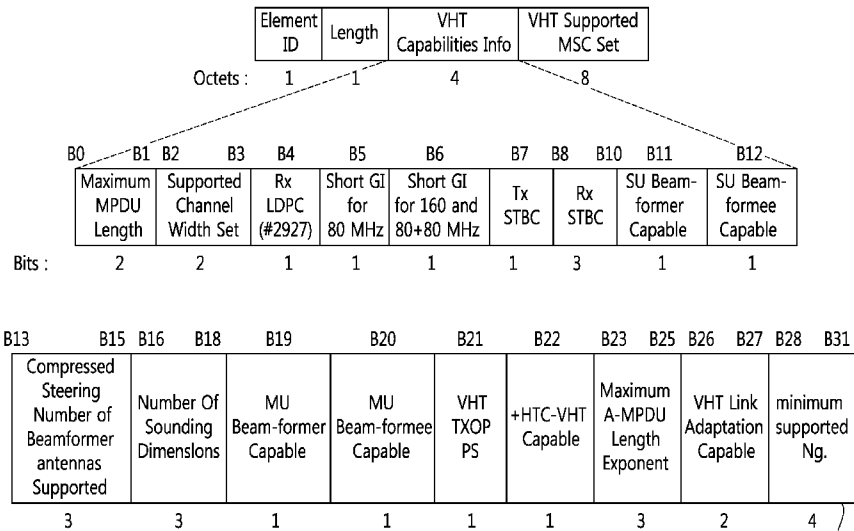 Element ID
Length
VHT Capabilities Info
VHT Supported MSC Set
Octets : 1 1 4 8
B0 B1 B2 B3 B4 B5 B6 B7 B8 B10 B11 B12
Maximum MPDU Length
Supported Channel Width Set
Rx LDPC (#2927)
Short GI for 80 MHz
Short GI for 160 and 80+80 MHz
Tx STBC
Rx STBC
SU Beam-former Capable
SU Beam-formee Capable
Bits : 2 2 1 1 1 1 3 1 1
B13 B15 B16 B18 B19 B20 B21 B22 B23 B25 B26 B27 B28 B31
Compressed Steering Number of Beamformer antennas Supported
Number Of Sounding Dimenslons
MU Beam-former Capable
MU Beam-formee Capable
VHT TXOP PS
+HTC-VHT Capable
Maximum A-MPDU Length Exponent
VHT Link Adaptation Capable
minimum supported Ng.
3 3 1 1 1 1 3 2 4